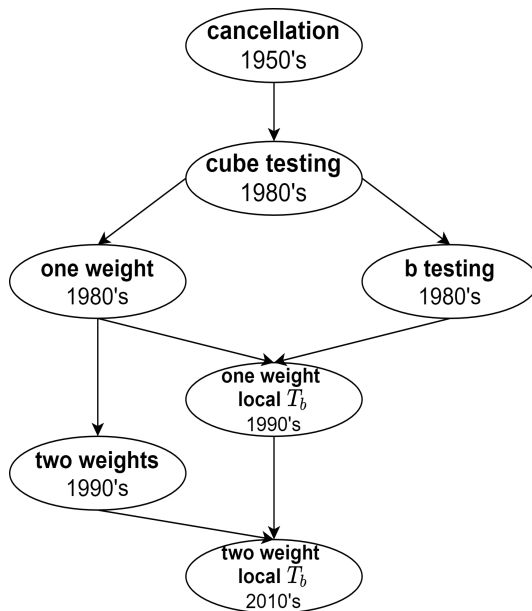 cancellation
1950's
cube testing
1980's
one weight
1980's
b testing
1980's
one weight
local T_b
1990's
two weights
1990's
two weight
local T_b
2010's